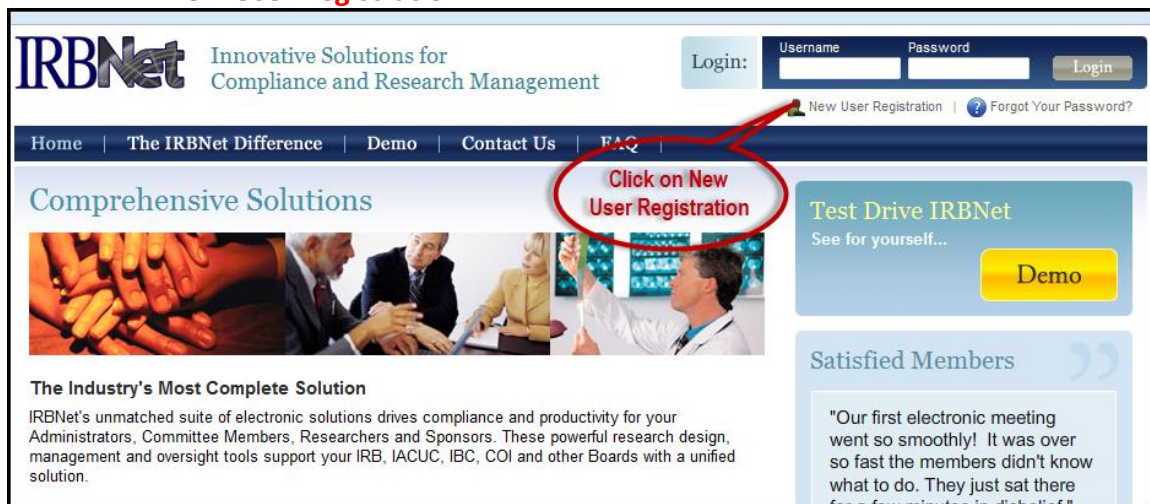 IRBNet
Innovative Solutions for
Compliance and Research Management
Login:
Username Password
Login
New User Registration | ? Forgot Your Password?
Home | The IRBNet Difference | Demo | Contact Us | FAQ |
Click on New
User Registration
Comprehensive Solutions
The Industry's Most Complete Solution
IRBNet's unmatched suite of electronic solutions drives compliance and productivity for your
Administrators, Committee Members, Researchers and Sponsors. These powerful research design,
management and oversight tools support your IRB, IACUC, IBC, COI and other Boards with a unified
solution.
Test Drive IRBNet
See for yourself...
Demo
Satisfied Members
"Our first electronic meeting
went so smoothly! It was over
so fast the members didn't know
what to do. They just sat there
for a few minutes in disbelief."